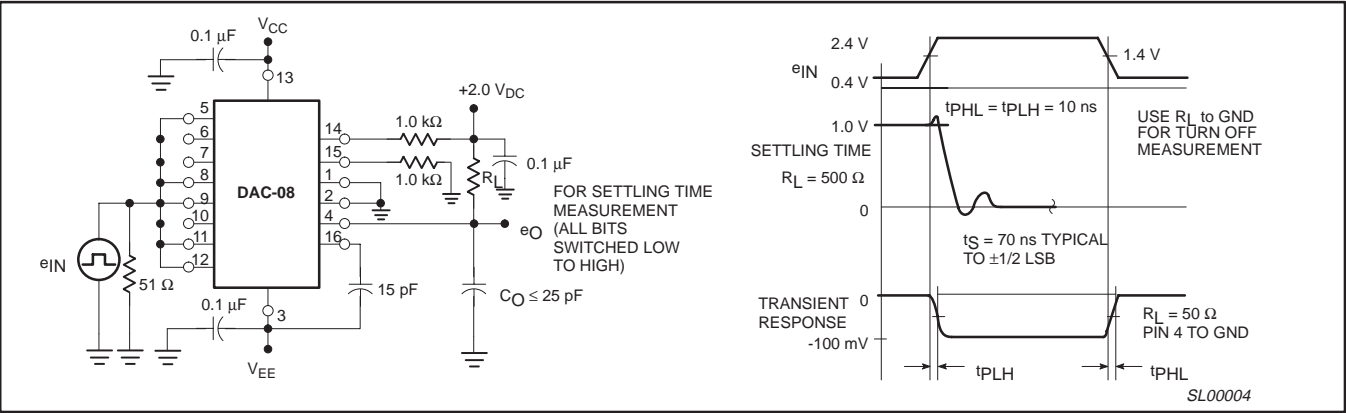 VCC
0.1 μF
13
+2.0 VDC
5
6
7
8
9
10
11
12
DAC-08
14
15
1
2
4
16
1.0 kΩ
1.0 kΩ
RL
0.1 μF
eO
FOR SETTLING TIME
MEASUREMENT
(ALL BITS
SWITCHED LOW
TO HIGH)
eIN
51 Ω
15 pF
CO ≤ 25 pF
0.1 μF
3
VEE
2.4 V
eIN
0.4 V
1.4 V
tPHL = tPLH = 10 ns
USE RL to GND
FOR TURN OFF
MEASUREMENT
1.0 V
SETTLING TIME
RL = 500 Ω
0
tS = 70 ns TYPICAL
TO ±1/2 LSB
TRANSIENT
RESPONSE
0
-100 mV
RL = 50 Ω
PIN 4 TO GND
tPLH
tPHL
SL00004